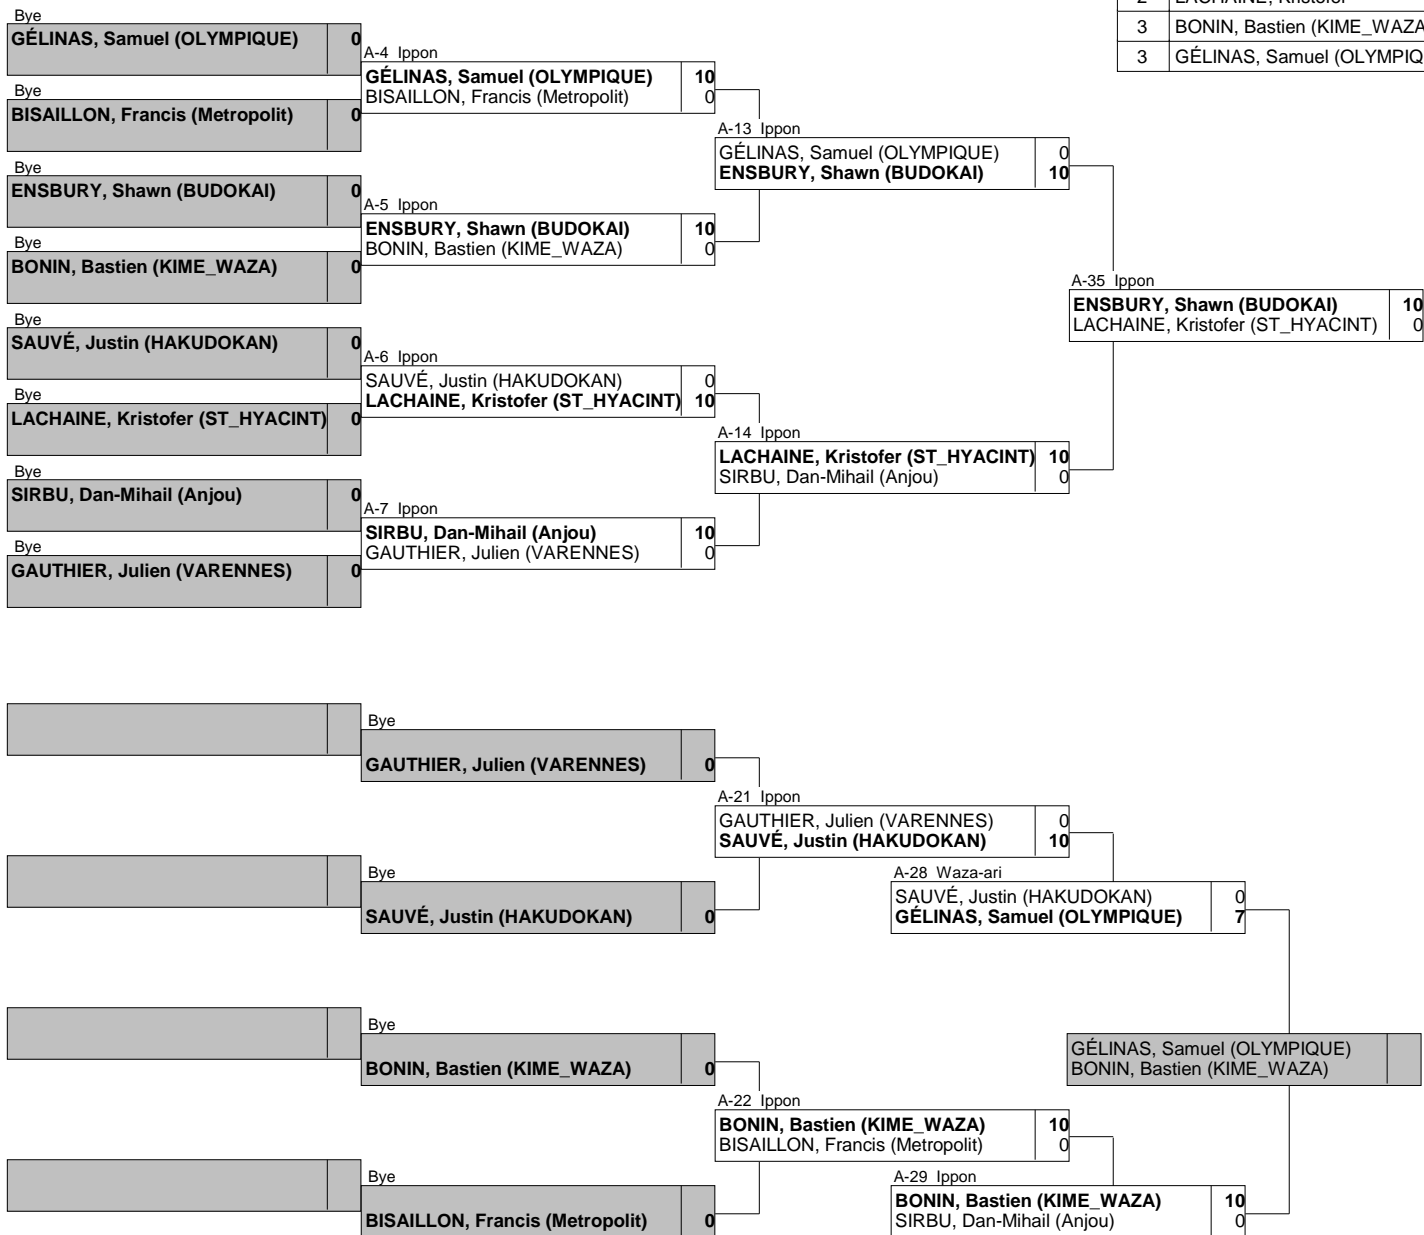 2 LACHAINE, Kristofer
3 BONIN, Bastien (KIME_WAZA
3 GÉLINAS, Samuel (OLYMPIQ
Bye
GÉLINAS, Samuel (OLYMPIQUE) 0
Bye
BISAILLON, Francis (Metropolit) 0
Bye
ENSBURY, Shawn (BUDOKAI) 0
Bye
BONIN, Bastien (KIME_WAZA) 0
Bye
SAUVÉ, Justin (HAKUDOKAN) 0
Bye
LACHAINE, Kristofer (ST_HYACINT) 0
Bye
SIRBU, Dan-Mihail (Anjou) 0
Bye
GAUTHIER, Julien (VARENNES) 0
A-4 Ippon
GÉLINAS, Samuel (OLYMPIQUE) 10
BISAILLON, Francis (Metropolit) 0
A-5 Ippon
ENSBURY, Shawn (BUDOKAI) 10
BONIN, Bastien (KIME_WAZA) 0
A-6 Ippon
SAUVÉ, Justin (HAKUDOKAN) 0
LACHAINE, Kristofer (ST_HYACINT) 10
A-7 Ippon
SIRBU, Dan-Mihail (Anjou) 10
GAUTHIER, Julien (VARENNES) 0
A-13 Ippon
GÉLINAS, Samuel (OLYMPIQUE) 0
ENSBURY, Shawn (BUDOKAI) 10
A-14 Ippon
LACHAINE, Kristofer (ST_HYACINT) 10
SIRBU, Dan-Mihail (Anjou) 0
A-35 Ippon
ENSBURY, Shawn (BUDOKAI) 10
LACHAINE, Kristofer (ST_HYACINT) 0
Bye
GAUTHIER, Julien (VARENNES) 0
Bye
SAUVÉ, Justin (HAKUDOKAN) 0
Bye
BONIN, Bastien (KIME_WAZA) 0
Bye
BISAILLON, Francis (Metropolit) 0
A-21 Ippon
GAUTHIER, Julien (VARENNES) 0
SAUVÉ, Justin (HAKUDOKAN) 10
A-28 Waza-ari
SAUVÉ, Justin (HAKUDOKAN) 0
GÉLINAS, Samuel (OLYMPIQUE) 7
A-22 Ippon
BONIN, Bastien (KIME_WAZA) 10
BISAILLON, Francis (Metropolit) 0
A-29 Ippon
BONIN, Bastien (KIME_WAZA) 10
SIRBU, Dan-Mihail (Anjou) 0
GÉLINAS, Samuel (OLYMPIQUE)
BONIN, Bastien (KIME_WAZA)